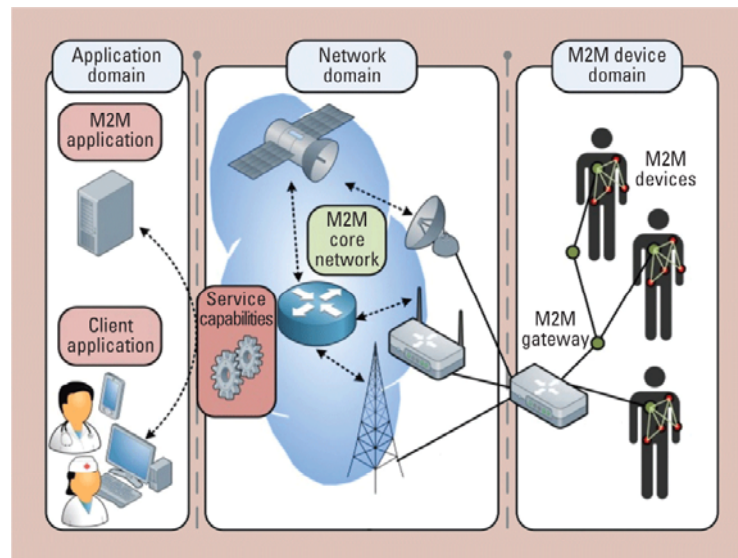 Application
domain
Network
domain
M2M device
domain
M2M
application
M2M
devices
M2M
core
network
Service
capabilities
Client
application
M2M
gateway